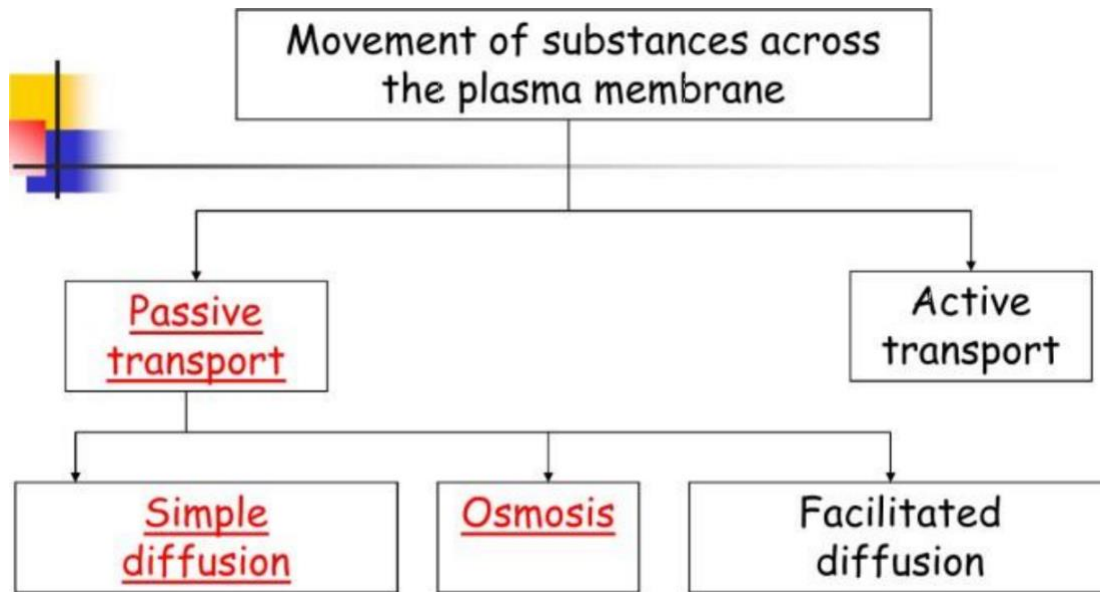 Movement of substances across
the plasma membrane
Passive
transport
Active
transport
Simple
diffusion
Osmosis
Facilitated
diffusion